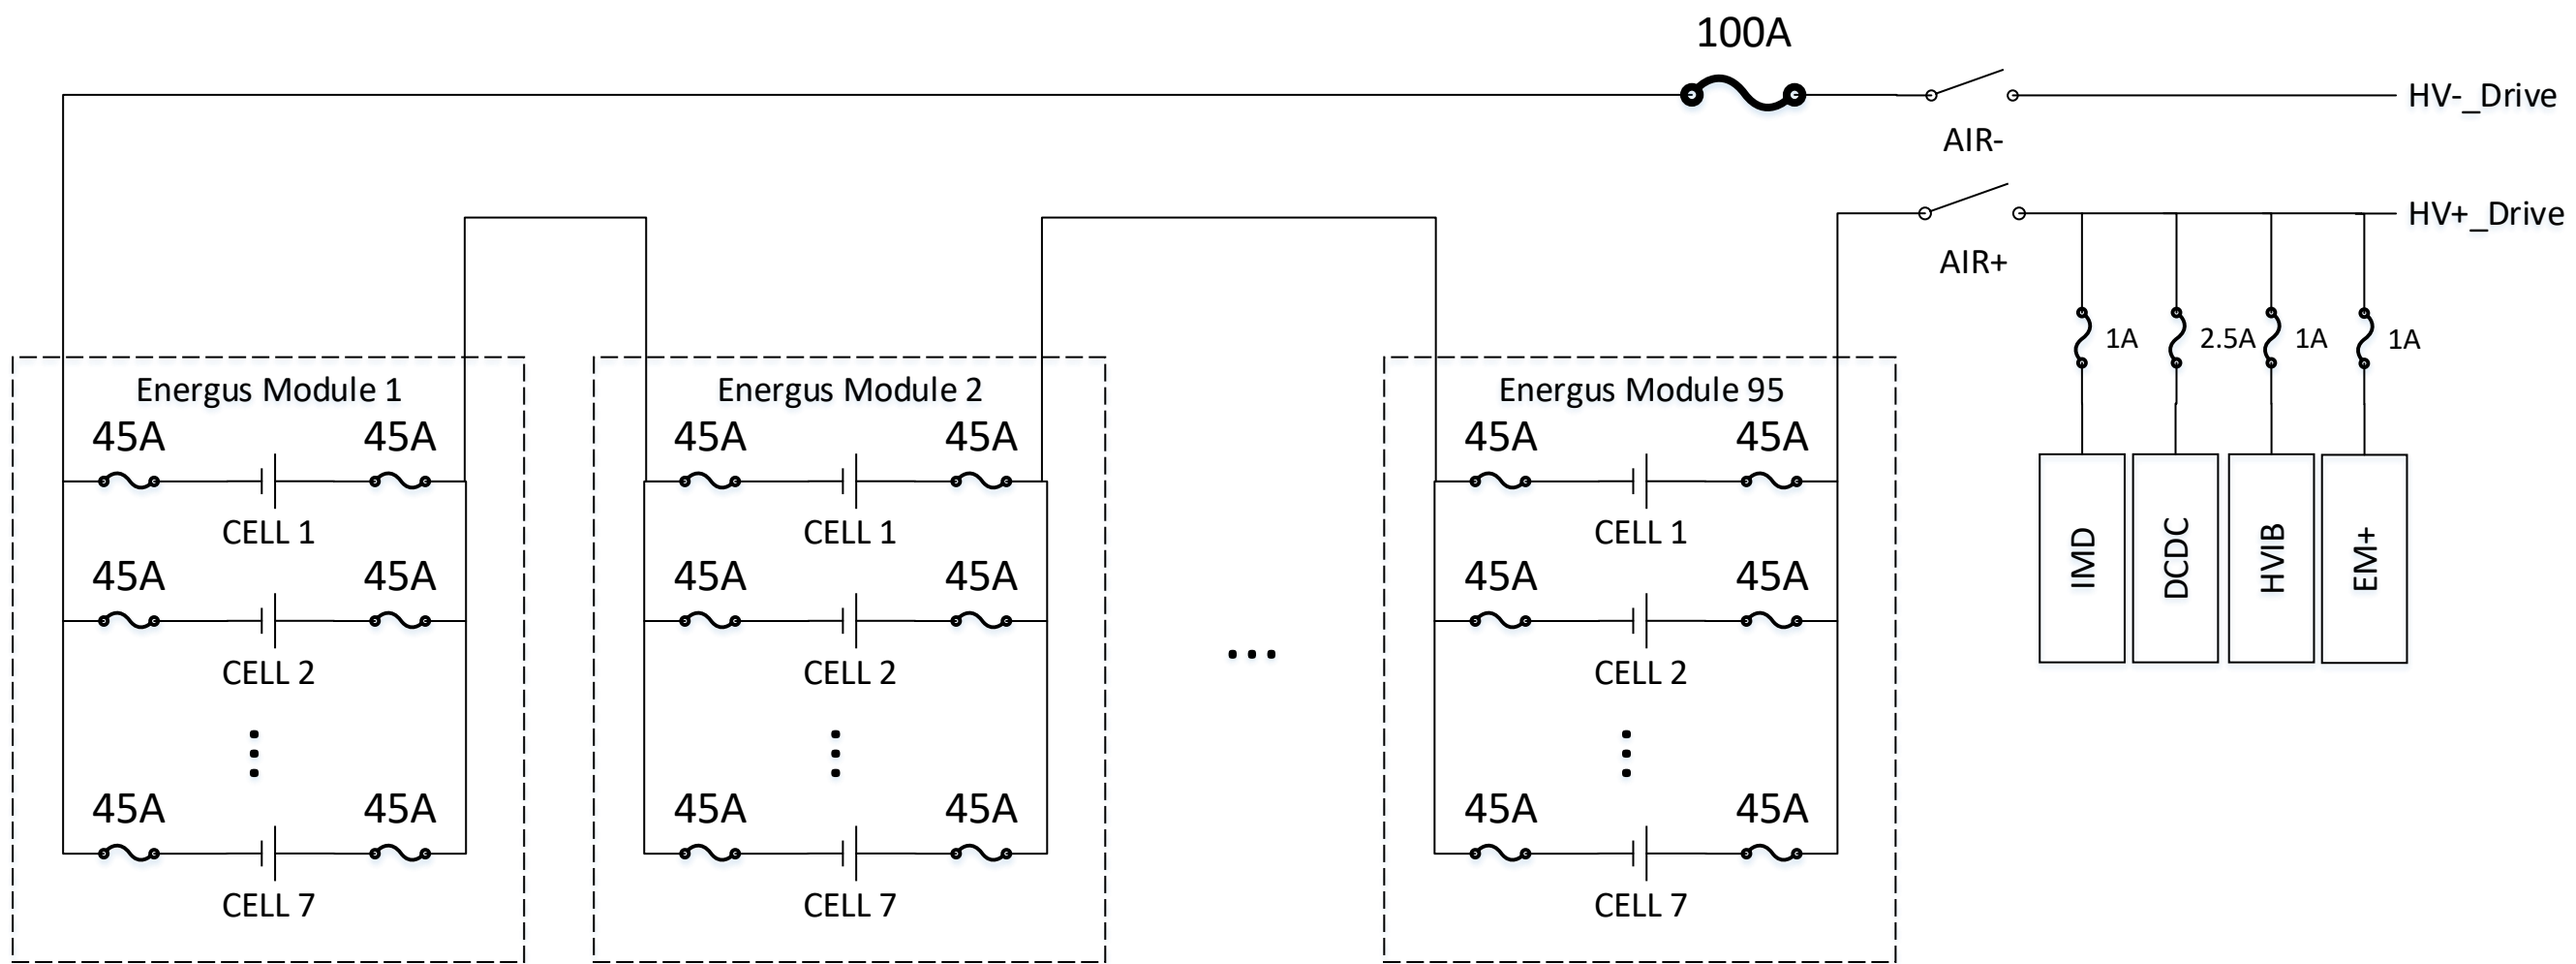 100A
HV-_Drive
AIR-
HV+_Drive
AIR+
1A
2.5A
1A
1A
IMD
DCDC
HVIB
EM+
Energus Module 1
45A
45A
CELL 1
45A
45A
CELL 2
45A
45A
CELL 7
Energus Module 2
45A
45A
CELL 1
45A
45A
CELL 2
45A
45A
CELL 7
...
Energus Module 95
45A
45A
CELL 1
45A
45A
CELL 2
45A
45A
CELL 7